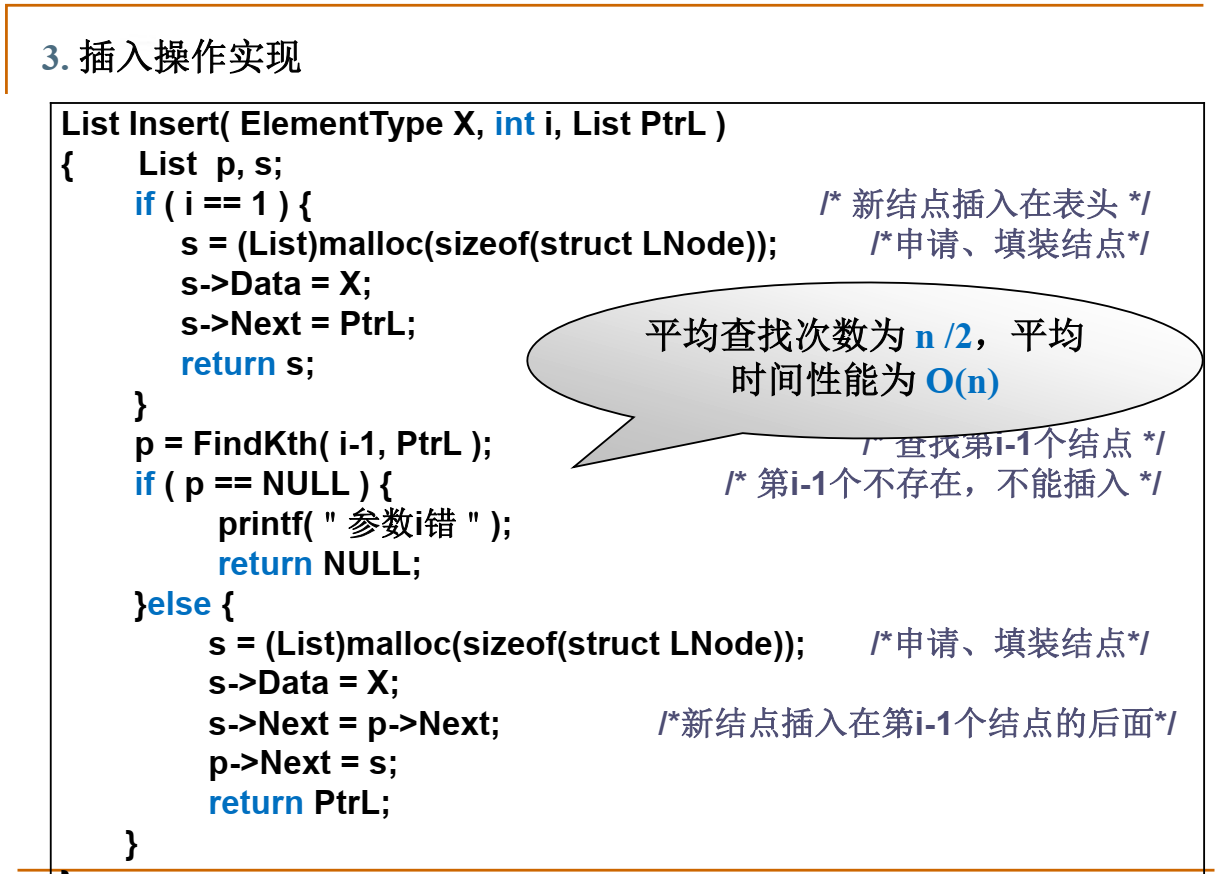 3. 插入操作实现
List Insert( ElementType X, int i, List PtrL )
{ List p, s;
if ( i == 1 ) { /* 新结点插入在表头 */
s = (List)malloc(sizeof(struct LNode)); /*申请、填装结点*/
s->Data = X;
s->Next = PtrL;
return s;
}
平均查找次数为 n /2，平均
时间性能为 O(n)
p = FindKth( i-1, PtrL ); /* 查找第i-1个结点 */
if ( p == NULL ) { /* 第i-1个不存在，不能插入 */
printf( " 参数i错 " );
return NULL;
}else {
s = (List)malloc(sizeof(struct LNode)); /*申请、填装结点*/
s->Data = X;
s->Next = p->Next; /*新结点插入在第i-1个结点的后面*/
p->Next = s;
return PtrL;
}